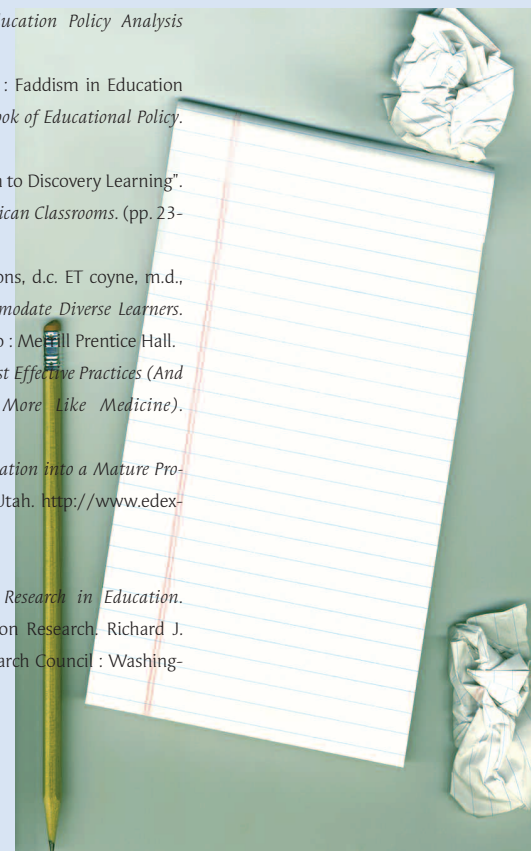 ucation Policy Analysis
: Faddism in Education
ook of Educational Policy.
n to Discovery Learning".
ican Classrooms. (pp. 23-
ons, d.c. ET coyne, m.d.,
modate Diverse Learners.
o : Merrill Prentice Hall.
st Effective Practices (And
More Like Medicine).
ation into a Mature Pro-
Utah. http://www.edex-
Research in Education.
on Research. Richard J.
arch Council : Washing-